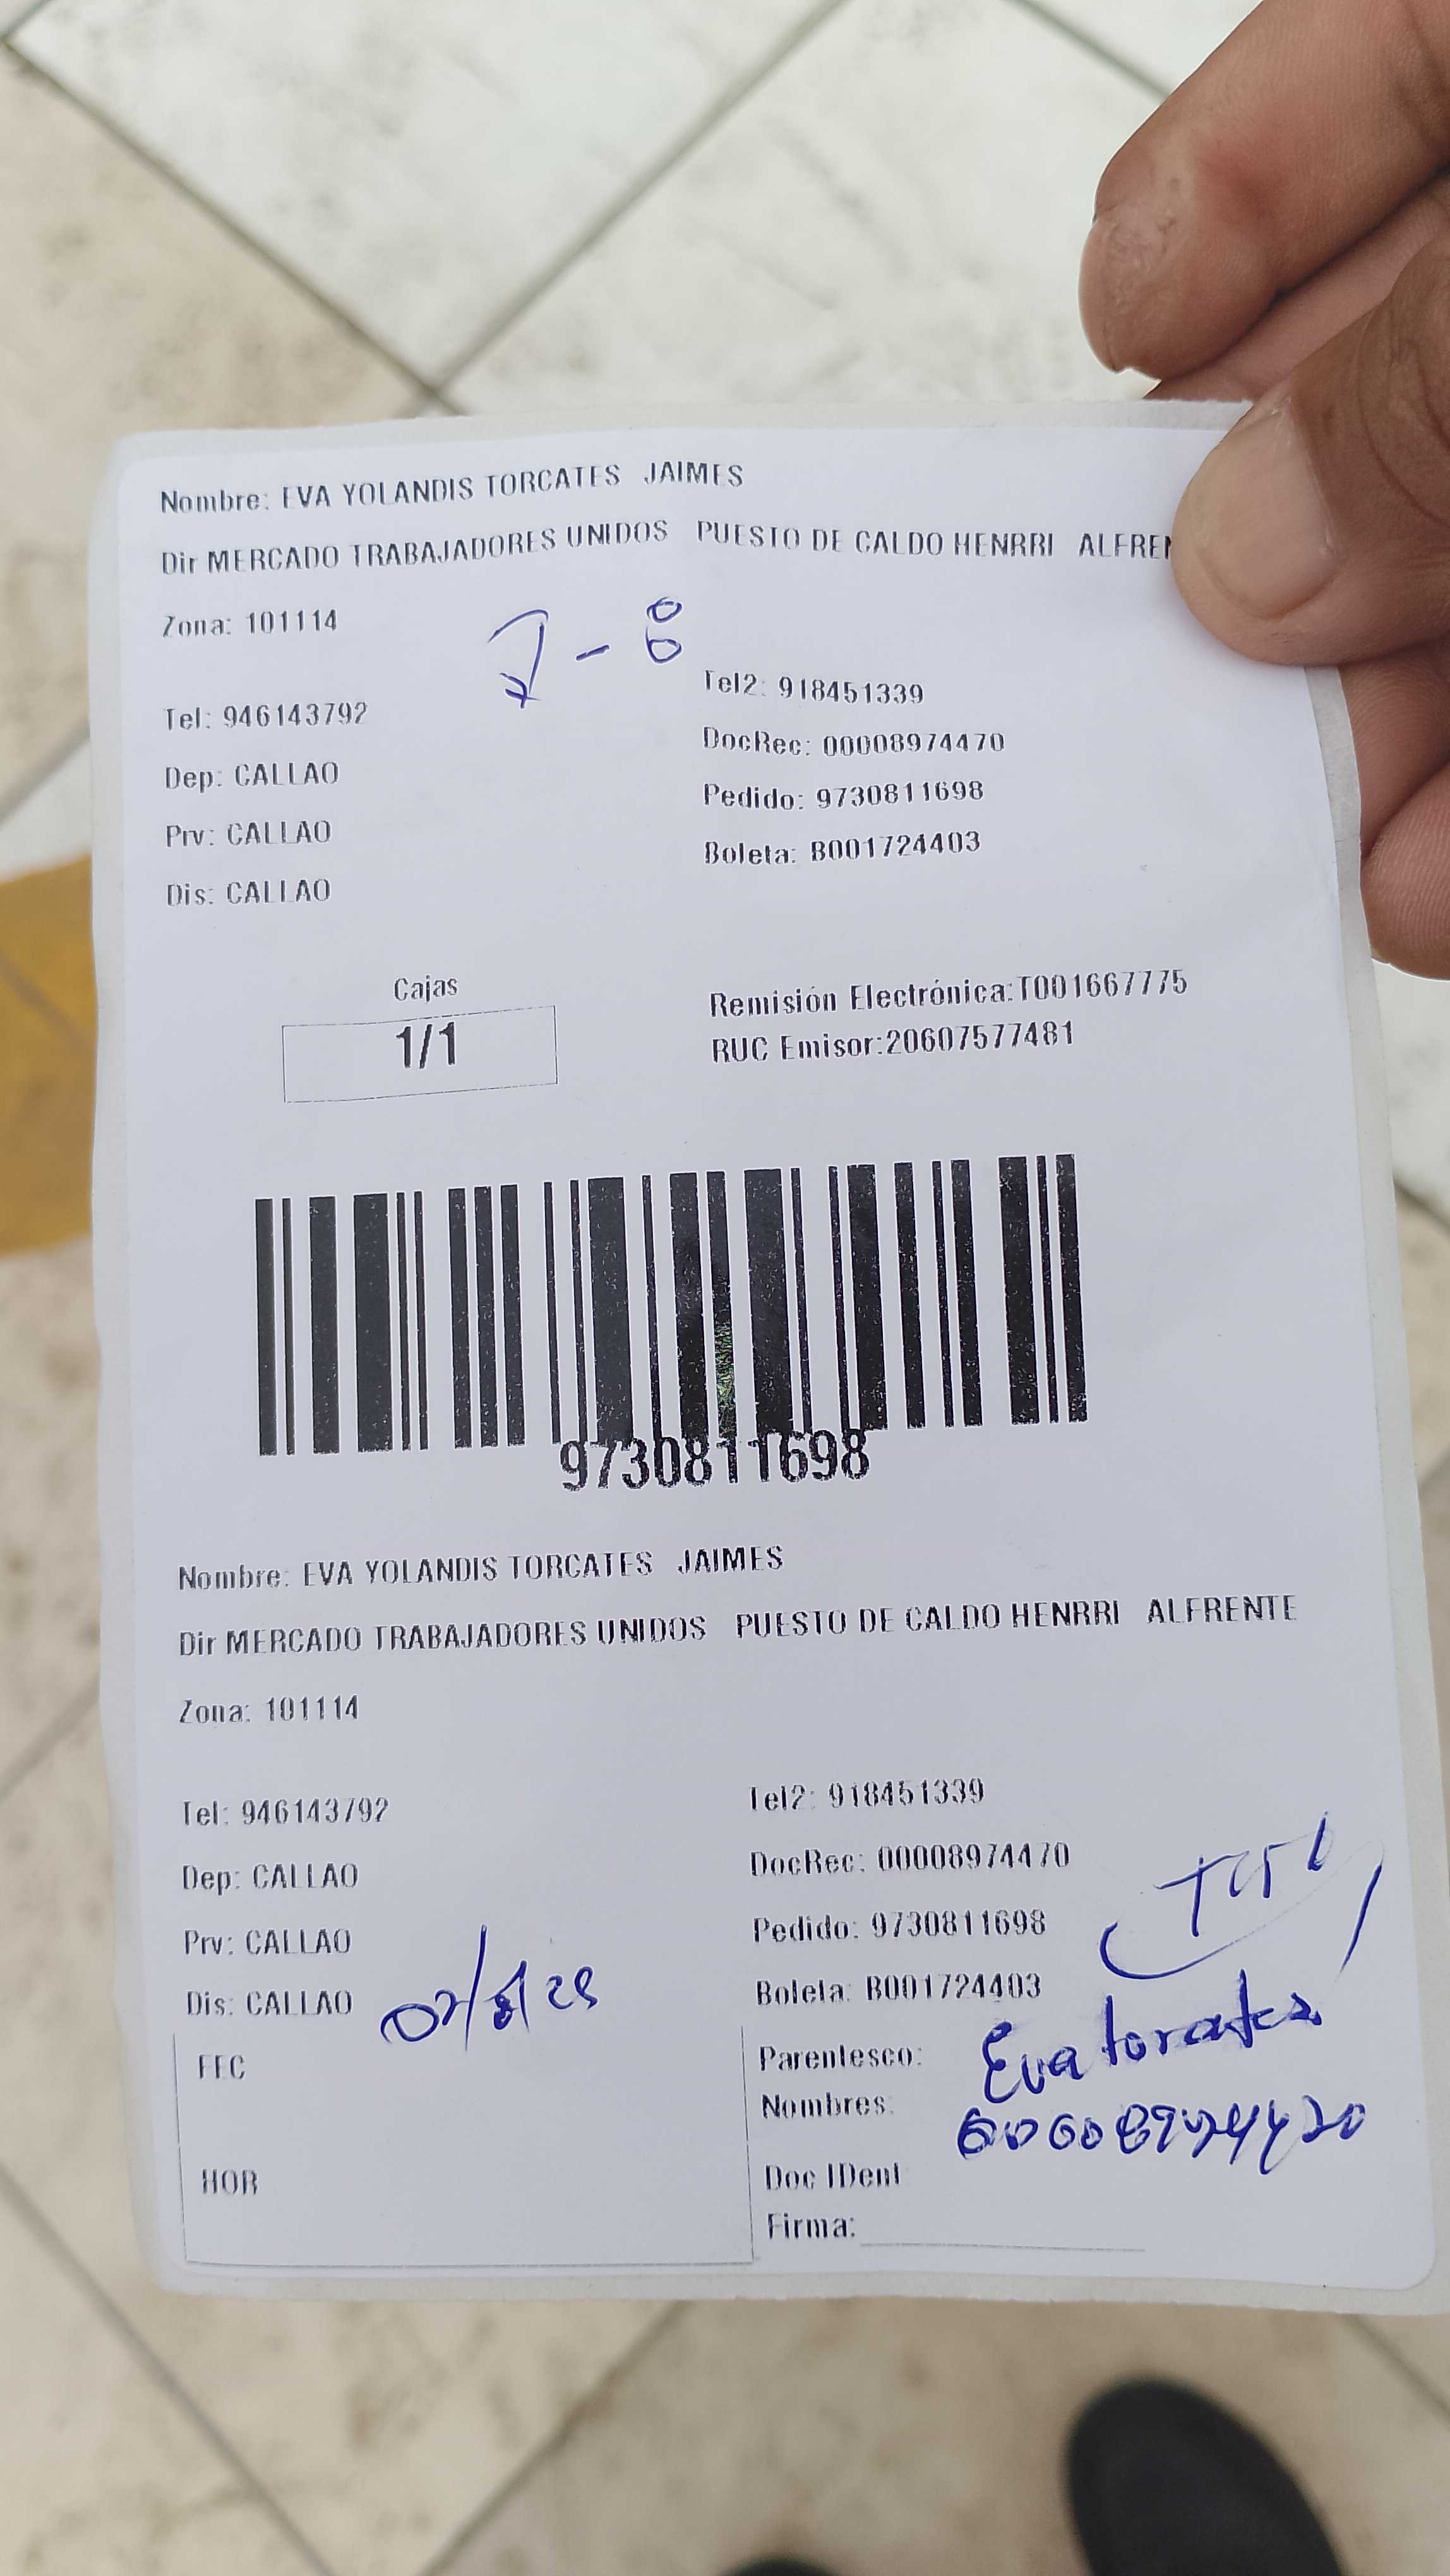 Nombre: EVA YOLANDIS TORCATES JAIMES
Dir MERCADO TRABAJADORES UNIDOS PUESTO DE CALDO HENRRI ALFREN
Zona: 101114
7 - 8
Tel: 946143792
Tel2: 918451339
Dep: CALLAO
DocRec: 00008974470
Prv: CALLAO
Pedido: 9730811698
Dis: CALLAO
Boleta: B001724403
Cajas
1/1
Remisión Electrónica:T001667775
RUC Emisor:20607577481
9730811698
Nombre: EVA YOLANDIS TORCATES JAIMES
Dir MERCADO TRABAJADORES UNIDOS PUESTO DE CALDO HENRRI ALFRENTE
Zona: 101114
Tel: 946143792
Tel2: 918451339
Dep: CALLAO
DocRec: 00008974470
Prv: CALLAO
Pedido: 9730811698
Dis: CALLAO
Boleta: B001724403
FEC
Parentesco:
Eva torcates
Nombres:
HOR
Doc IDent
Firma: